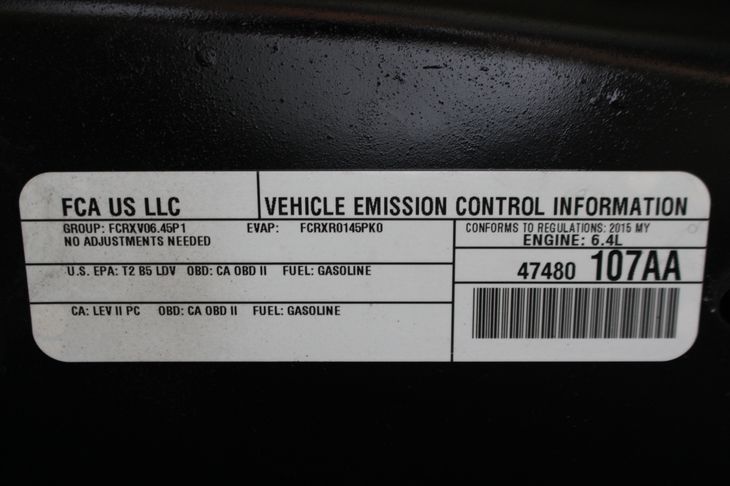 FCA US LLC
VEHICLE EMISSION CONTROL INFORMATION
GROUP: FCRXV06.45P1 EVAP: FCRXR0145PK0
NO ADJUSTMENTS NEEDED
CONFORMS TO REGULATIONS: 2015 MY
ENGINE: 6.4L
U.S. EPA: T2 B5 LDV OBD: CA OBD II FUEL: GASOLINE
47480 107AA
CA: LEV II PC OBD: CA OBD II FUEL: GASOLINE